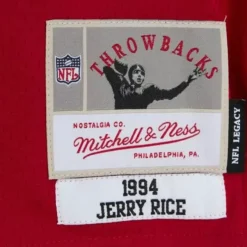 THROWBACKS
NFL
NOSTALGIA CO.
Mitchell & Ness
PHILADELPHIA, PA.
NFL LEGACY
1994
JERRY RICE